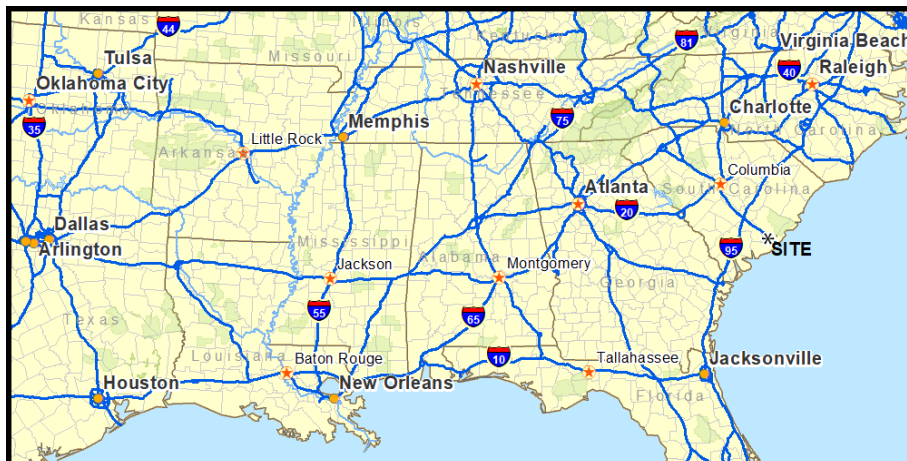 Kansas
44
Illinois
Kentucky
81
Virginia
Virginia Beach
Tulsa
Missouri
Nashville
40
Raleigh
Oklahoma City
Tennessee
35
75
Charlotte
Memphis
North Carolina
Little Rock
Arkansas
Columbia
Atlanta
South Carolina
20
Dallas
SITE
Arlington
95
Mississippi
Alabama
Jackson
Montgomery
Georgia
Texas
55
65
Louisiana
Baton Rouge
10
Tallahassee
Jacksonville
Houston
New Orleans
Florida